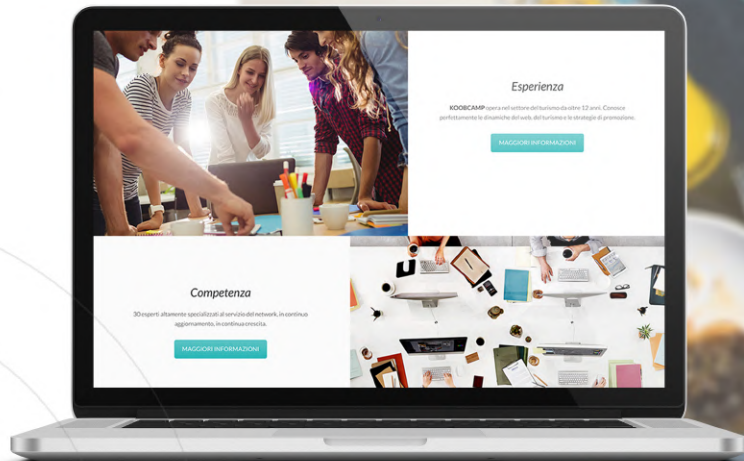 Esperienza
KOOBCAMP opera nel settore del turismo da oltre 12 anni. Conosce
perfettamente le dinamiche del web, del turismo e le strategie di promozione.
MAGGIORI INFORMAZIONI
Competenza
30 esperti altamente specializzati al servizio del network, in continuo
aggiornamento, in continua crescita.
MAGGIORI INFORMAZIONI